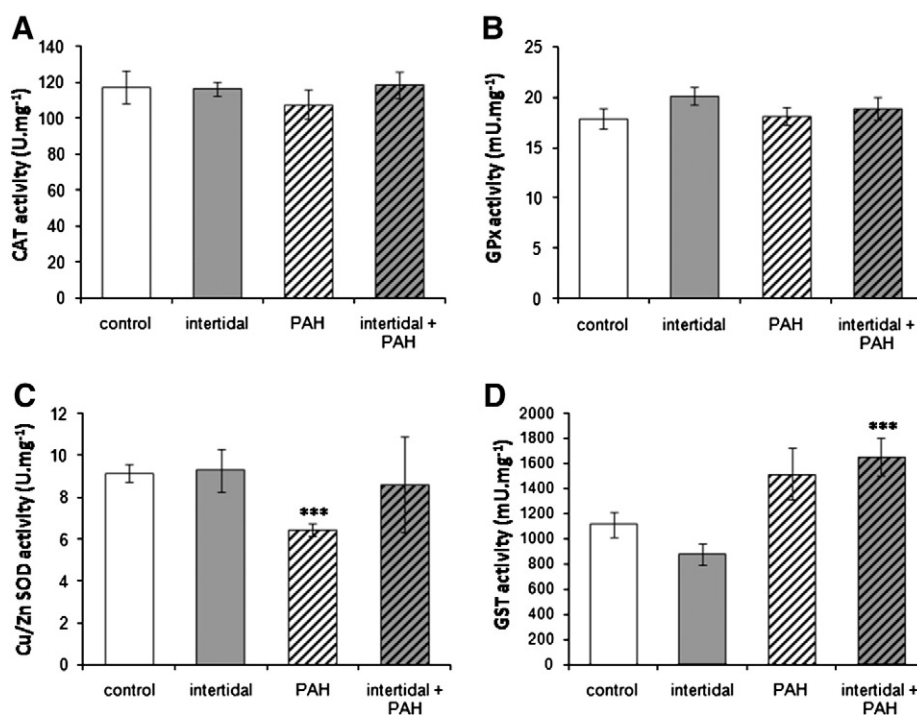 A
CAT activity (U.mg⁻¹)
140
120
100
80
60
40
20
0
control intertidal PAH intertidal +
PAH
B
GPx activity (mU.mg⁻¹)
25
20
15
10
5
0
control intertidal PAH intertidal +
PAH
C
Cu/Zn SOD activity (U.mg⁻¹)
12
10
8
6
4
2
0
***
control intertidal PAH intertidal +
PAH
D
GST activity (mU.mg⁻¹)
2000
1800
1600
1400
1200
1000
800
600
400
200
0
***
control intertidal PAH intertidal +
PAH